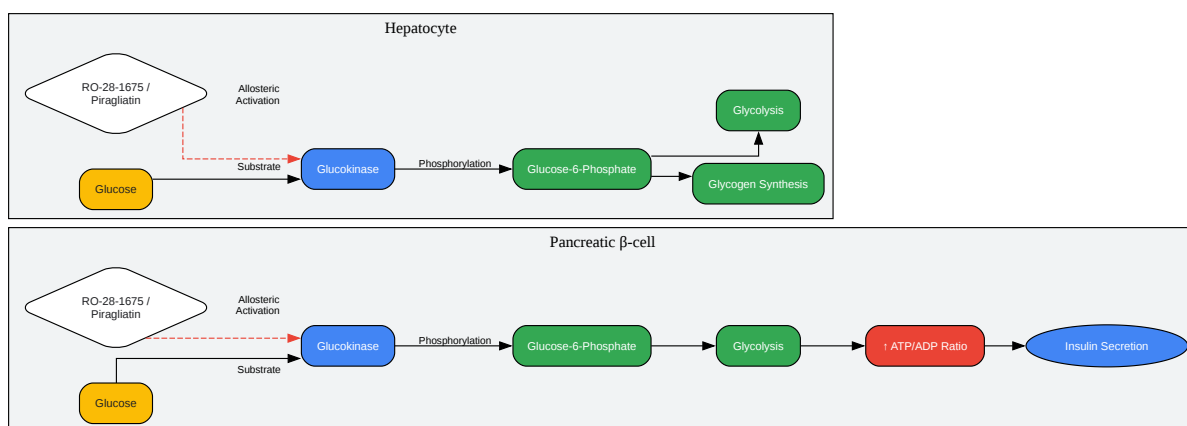 Hepatocyte
RO-28-1675 /
Piragliatin
Allosteric
Activation
Substrate
Glucose
Glucokinase
Phosphorylation
Glucose-6-Phosphate
Glycolysis
Glycogen Synthesis
Pancreatic β-cell
RO-28-1675 /
Piragliatin
Allosteric
Activation
Substrate
Glucose
Glucokinase
Phosphorylation
Glucose-6-Phosphate
Glycolysis
↑ ATP/ADP Ratio
Insulin Secretion